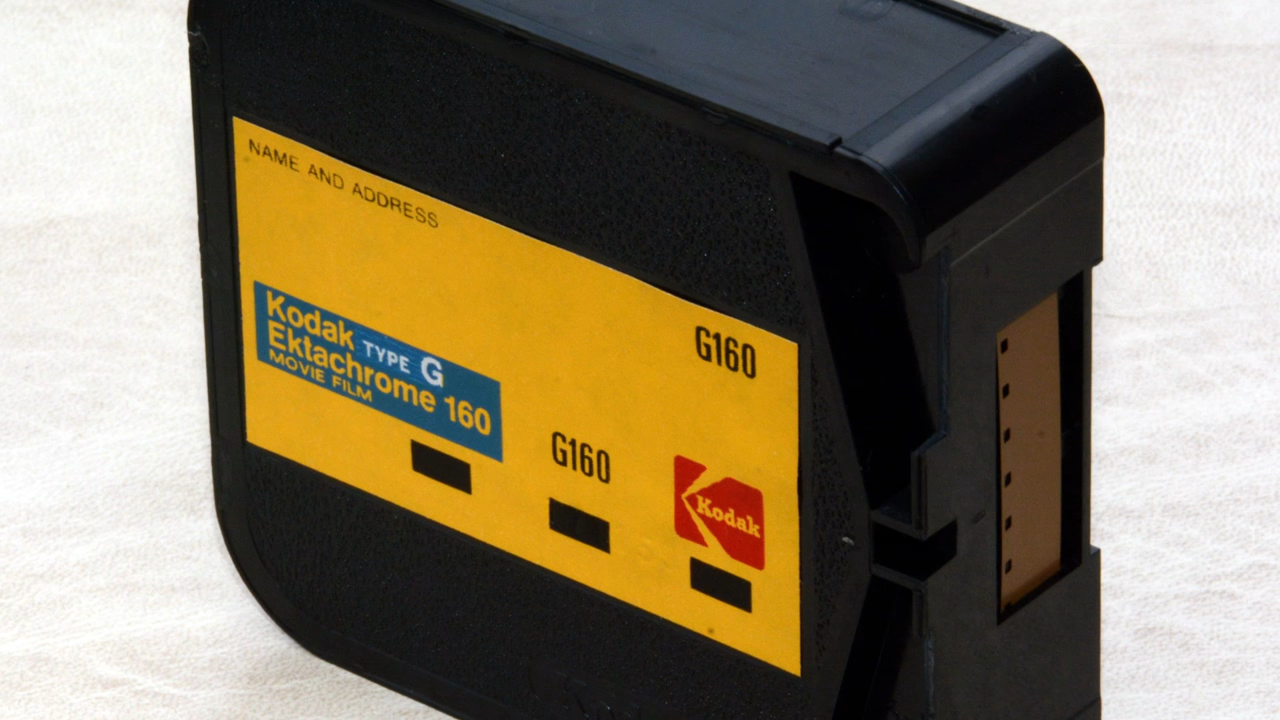 NAME AND ADDRESS
G160
Kodak TYPE G
Ektachrome 160
MOVIE FILM
G160
Kodak